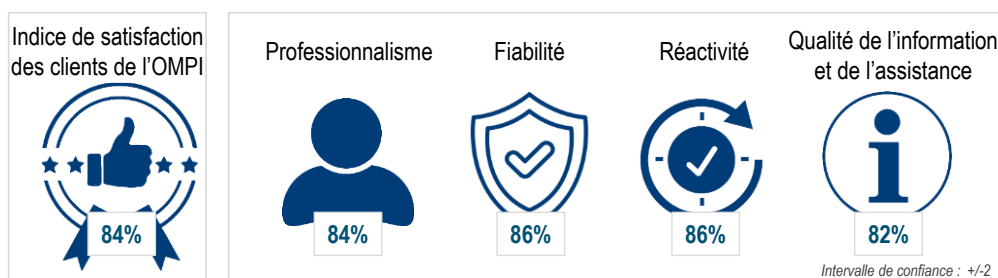 Indice de satisfaction
des clients de l’OMPI
84%
Professionnalisme
84%
Fiabilité
86%
Réactivité
86%
Qualité de l’information
et de l’assistance
82%
Intervalle de confiance : +/-2